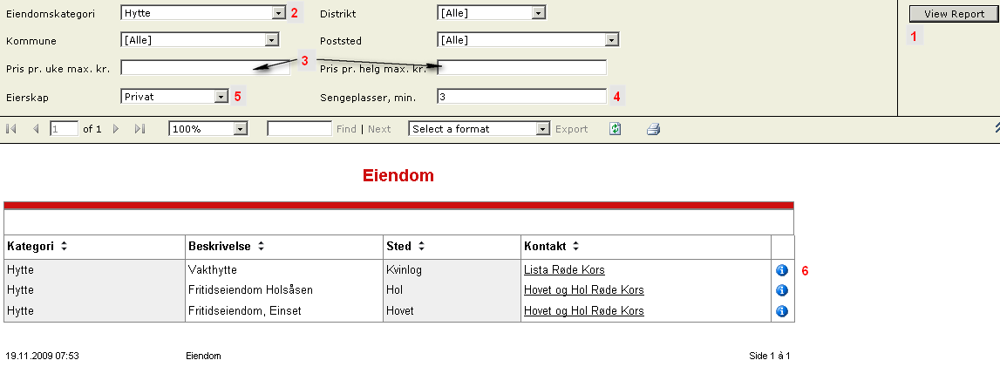 Eiendomskategori Hytte 2 Distrikt [Alle] View Report
Kommune [Alle] Poststed [Alle] 1
Pris pr. uke max. kr. 3 Pris pr. helg max. kr.
Eierskap Privat 5 Sengeplasser, min. 3 4
1 of 1 100% Find | Next Select a format Export
Eiendom
Kategori Beskrivelse Sted Kontakt
Hytte Vakthytte Kvinlog Lista Røde Kors 6
Hytte Fritidseiendom Holsåsen Hol Hovet og Hol Røde Kors
Hytte Fritidseiendom, Einset Hovet Hovet og Hol Røde Kors
19.11.2009 07:53 Eiendom Side 1 à 1